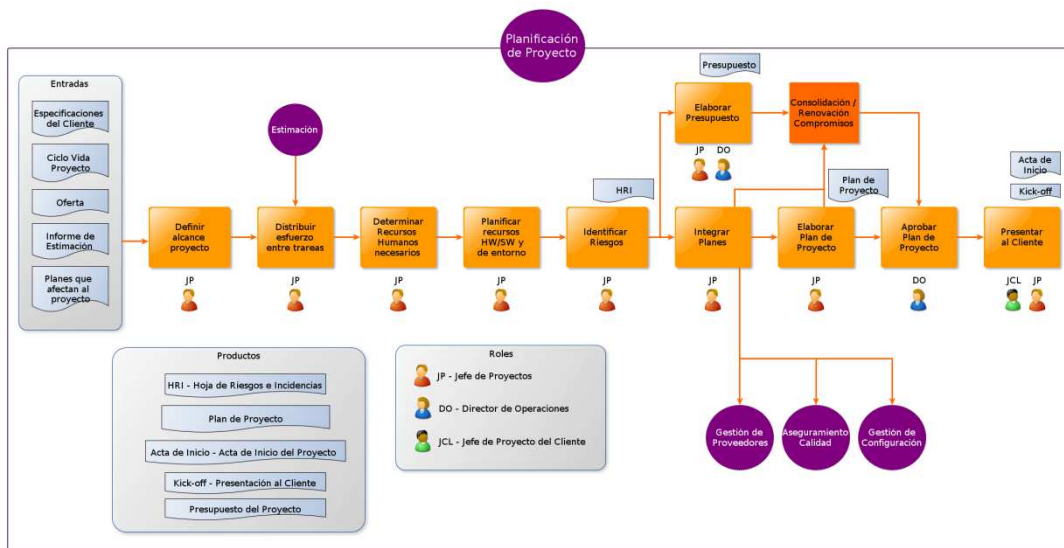 Planificación
de Proyecto
Entradas
Especificaciones
del Cliente
Ciclo Vida
Proyecto
Oferta
Informe de
Estimación
Planes que
afectan al
proyecto
Estimación
Definir
alcance
proyecto
JP
Distribuir
esfuerzo
entre trareas
JP
Determinar
Recursos
Humanos
necesarios
JP
Planificar
recursos
HW/SW y
de entorno
JP
HRI
Identificar
Riesgos
JP
Presupuesto
Elaborar
Presupuesto
JP DO
Consolidación /
Renovación
Compromisos
Integrar
Planes
JP
Plan de
Proyecto
Elaborar
Plan de
Proyecto
JP
Aprobar
Plan de
Proyecto
DO
Acta de
Inicio
Kick-off
Presentar
al Cliente
JCL JP
Productos
HRI - Hoja de Riesgos e Incidencias
Plan de Proyecto
Acta de Inicio - Acta de Inicio del Proyecto
Kick-off - Presentación al Cliente
Presupuesto del Proyecto
Roles
JP - Jefe de Proyectos
DO - Director de Operaciones
JCL - Jefe de Proyecto del Cliente
Gestión de
Proveedores
Aseguramiento
Calidad
Gestión de
Configuración